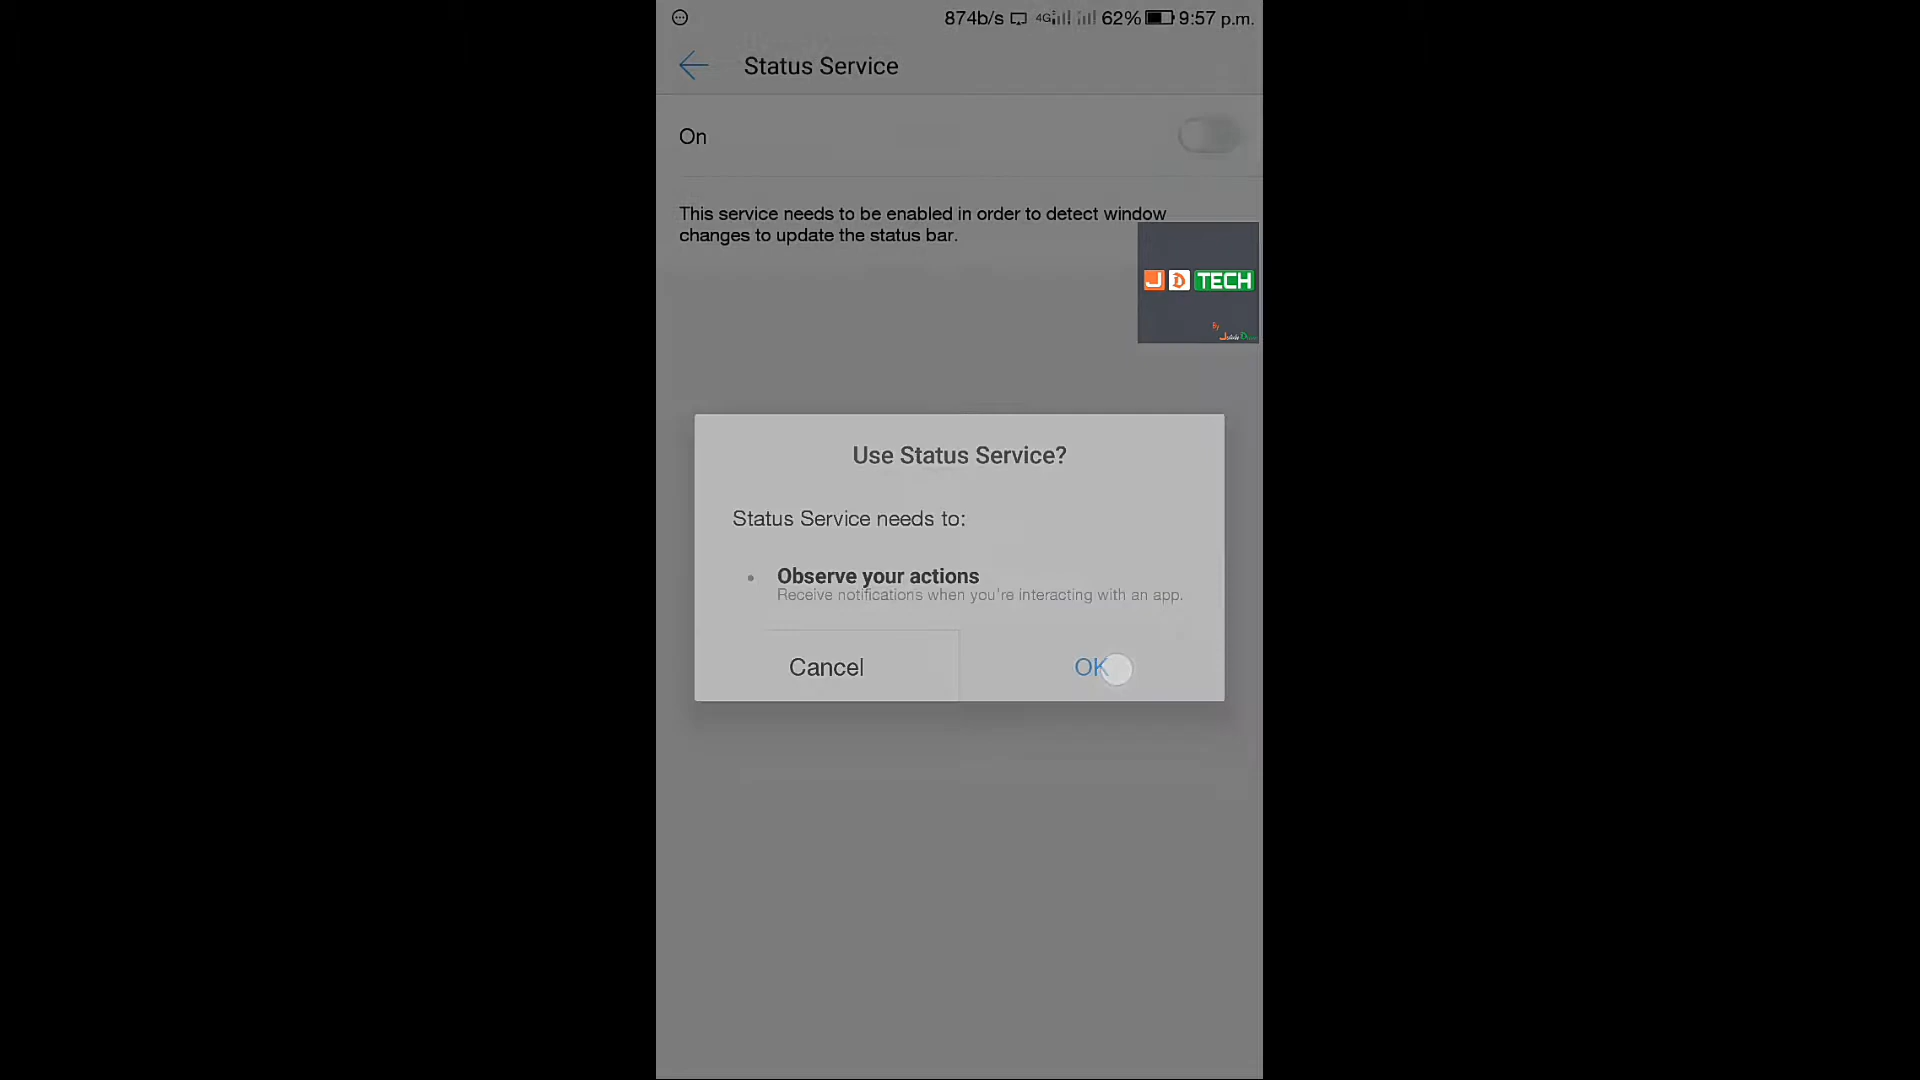 874b/s 4G 62% 9:57 p.m.
Status Service
On
This service needs to be enabled in order to detect window
changes to update the status bar.
J D TECH
By
Use Status Service?
Status Service needs to:
Observe your actions
Receive notifications when you're interacting with an app.
Cancel
OK